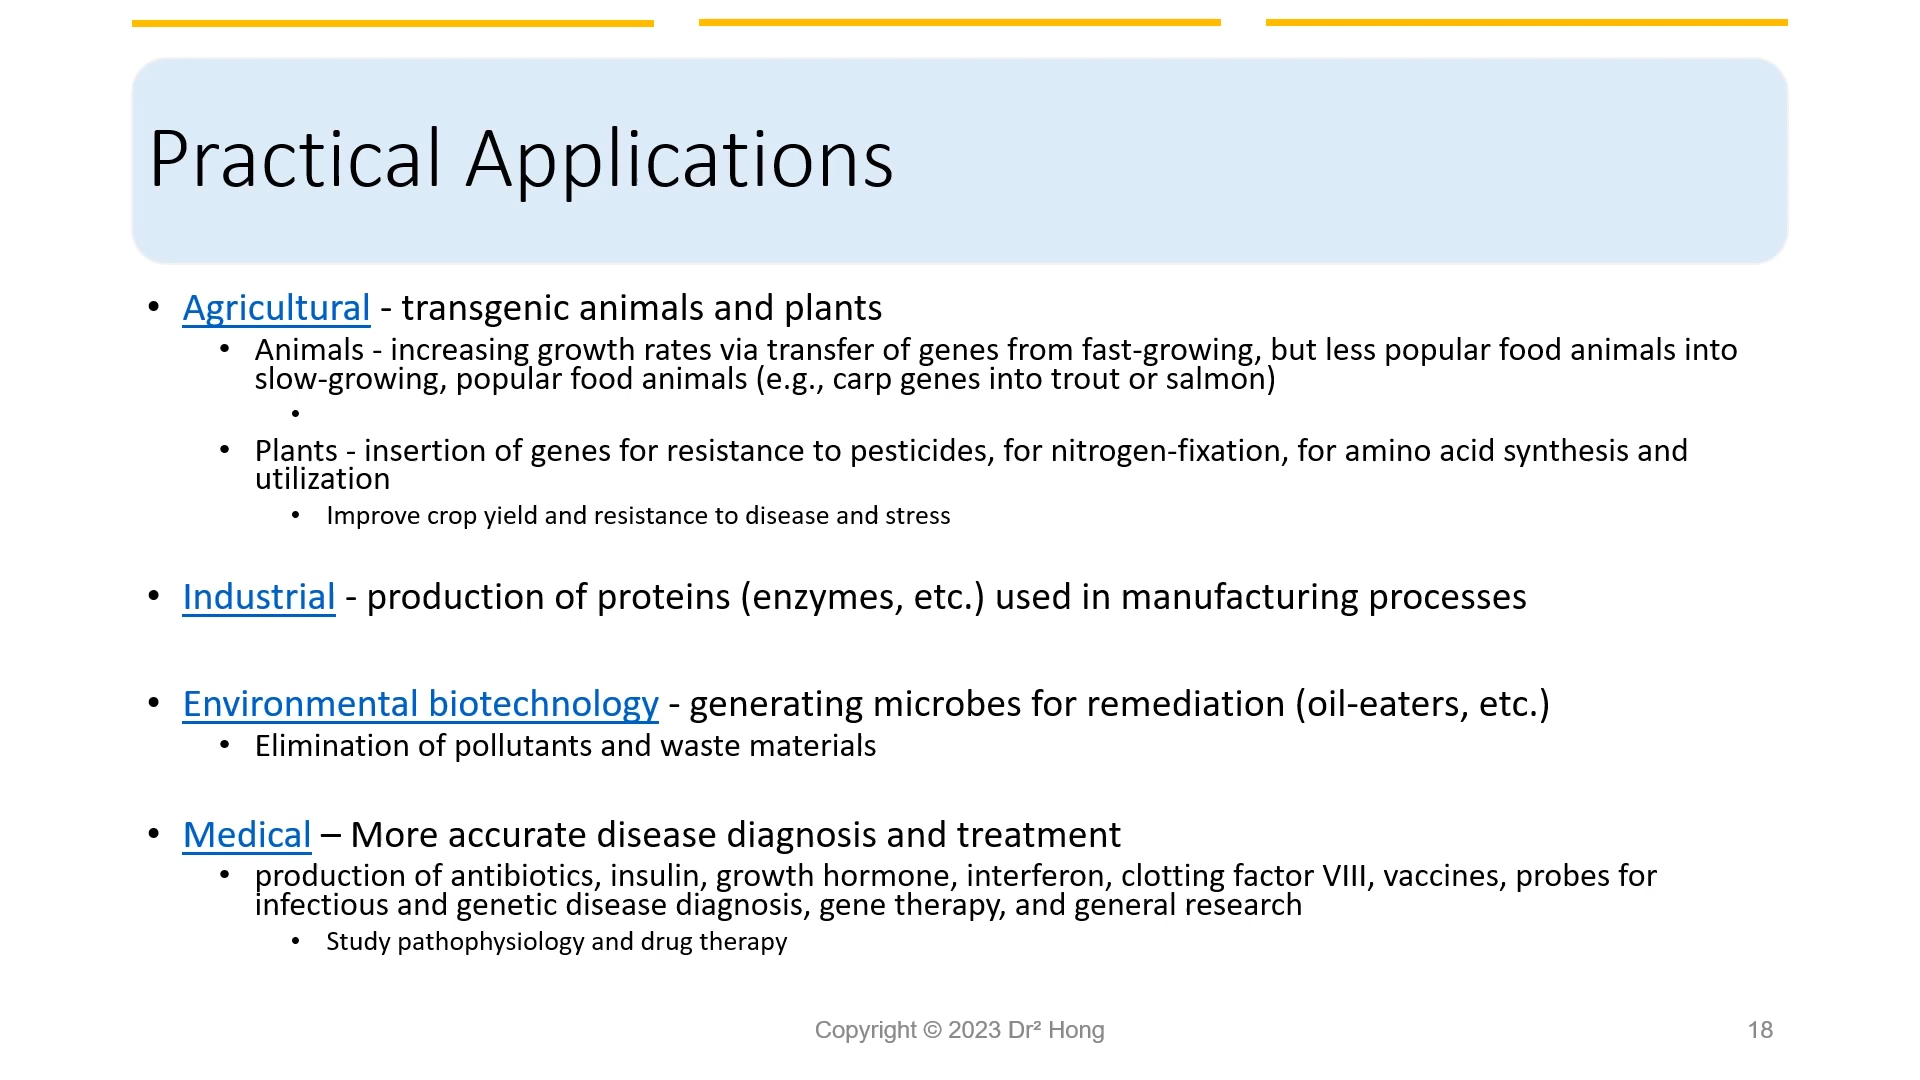 Practical Applications
• Agricultural - transgenic animals and plants
• Animals - increasing growth rates via transfer of genes from fast-growing, but less popular food animals into
slow-growing, popular food animals (e.g., carp genes into trout or salmon)
•
• Plants - insertion of genes for resistance to pesticides, for nitrogen-fixation, for amino acid synthesis and
utilization
• Improve crop yield and resistance to disease and stress
• Industrial - production of proteins (enzymes, etc.) used in manufacturing processes
• Environmental biotechnology - generating microbes for remediation (oil-eaters, etc.)
• Elimination of pollutants and waste materials
• Medical – More accurate disease diagnosis and treatment
• production of antibiotics, insulin, growth hormone, interferon, clotting factor VIII, vaccines, probes for
infectious and genetic disease diagnosis, gene therapy, and general research
• Study pathophysiology and drug therapy
Copyright © 2023 Dr² Hong
18